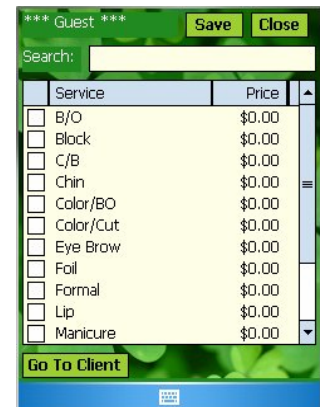 *** Guest *** Save Close
Search:
Service Price
B/O $0.00
Block $0.00
C/B $0.00
Chin $0.00
Color/BO $0.00
Color/Cut $0.00
Eye Brow $0.00
Foil $0.00
Formal $0.00
Lip $0.00
Manicure $0.00
Go To Client